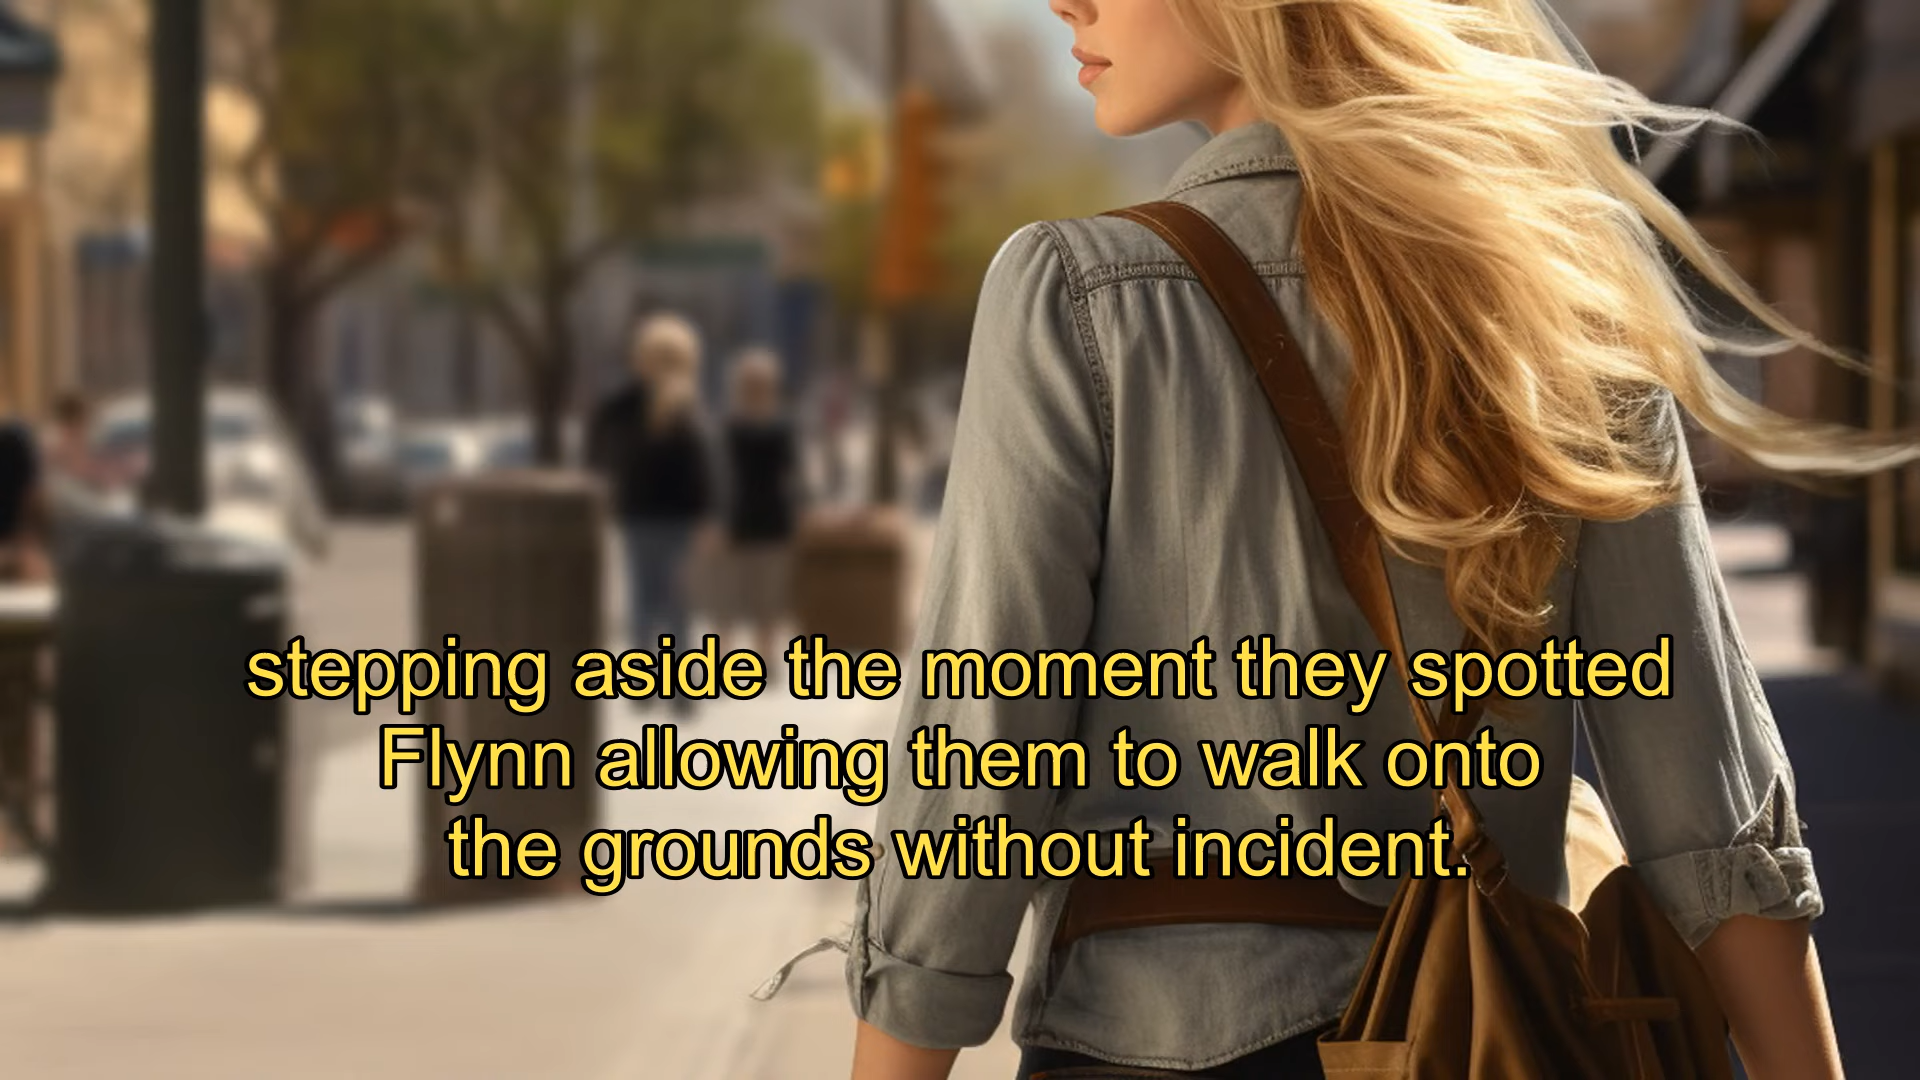 stepping aside the moment they spotted
Flynn allowing them to walk onto
the grounds without incident.